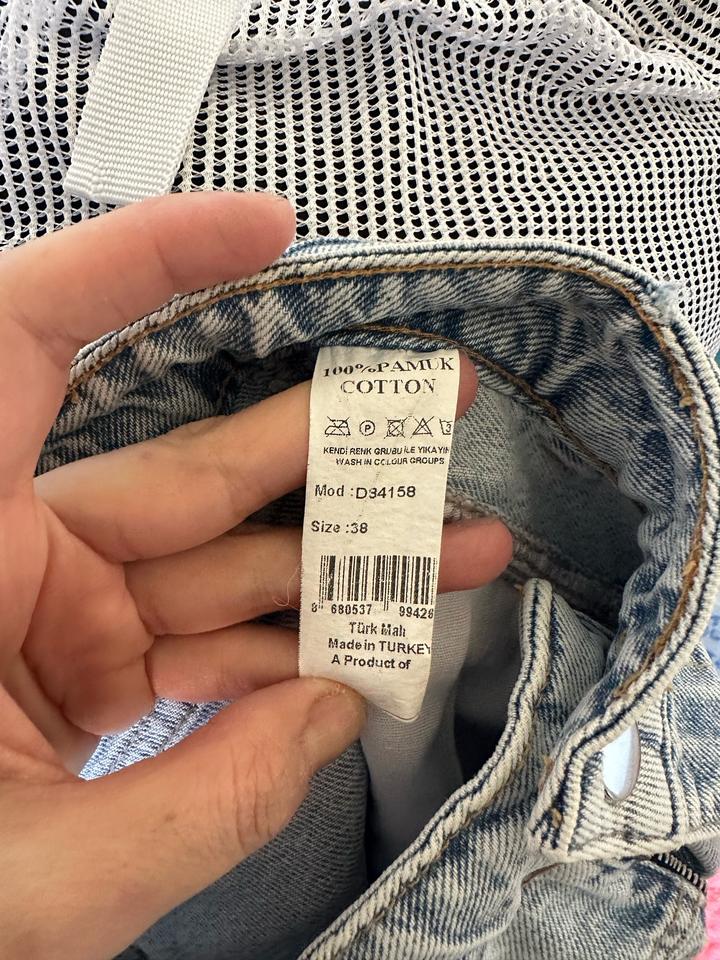 100%PAMUK
COTTON
KENDİ RENK GRUBU İLE YIKAYIN
WASH IN COLOUR GROUPS
Mod :D34158
Size :38
8 680537 99428
Türk Malı
Made in TURKEY
A Product of